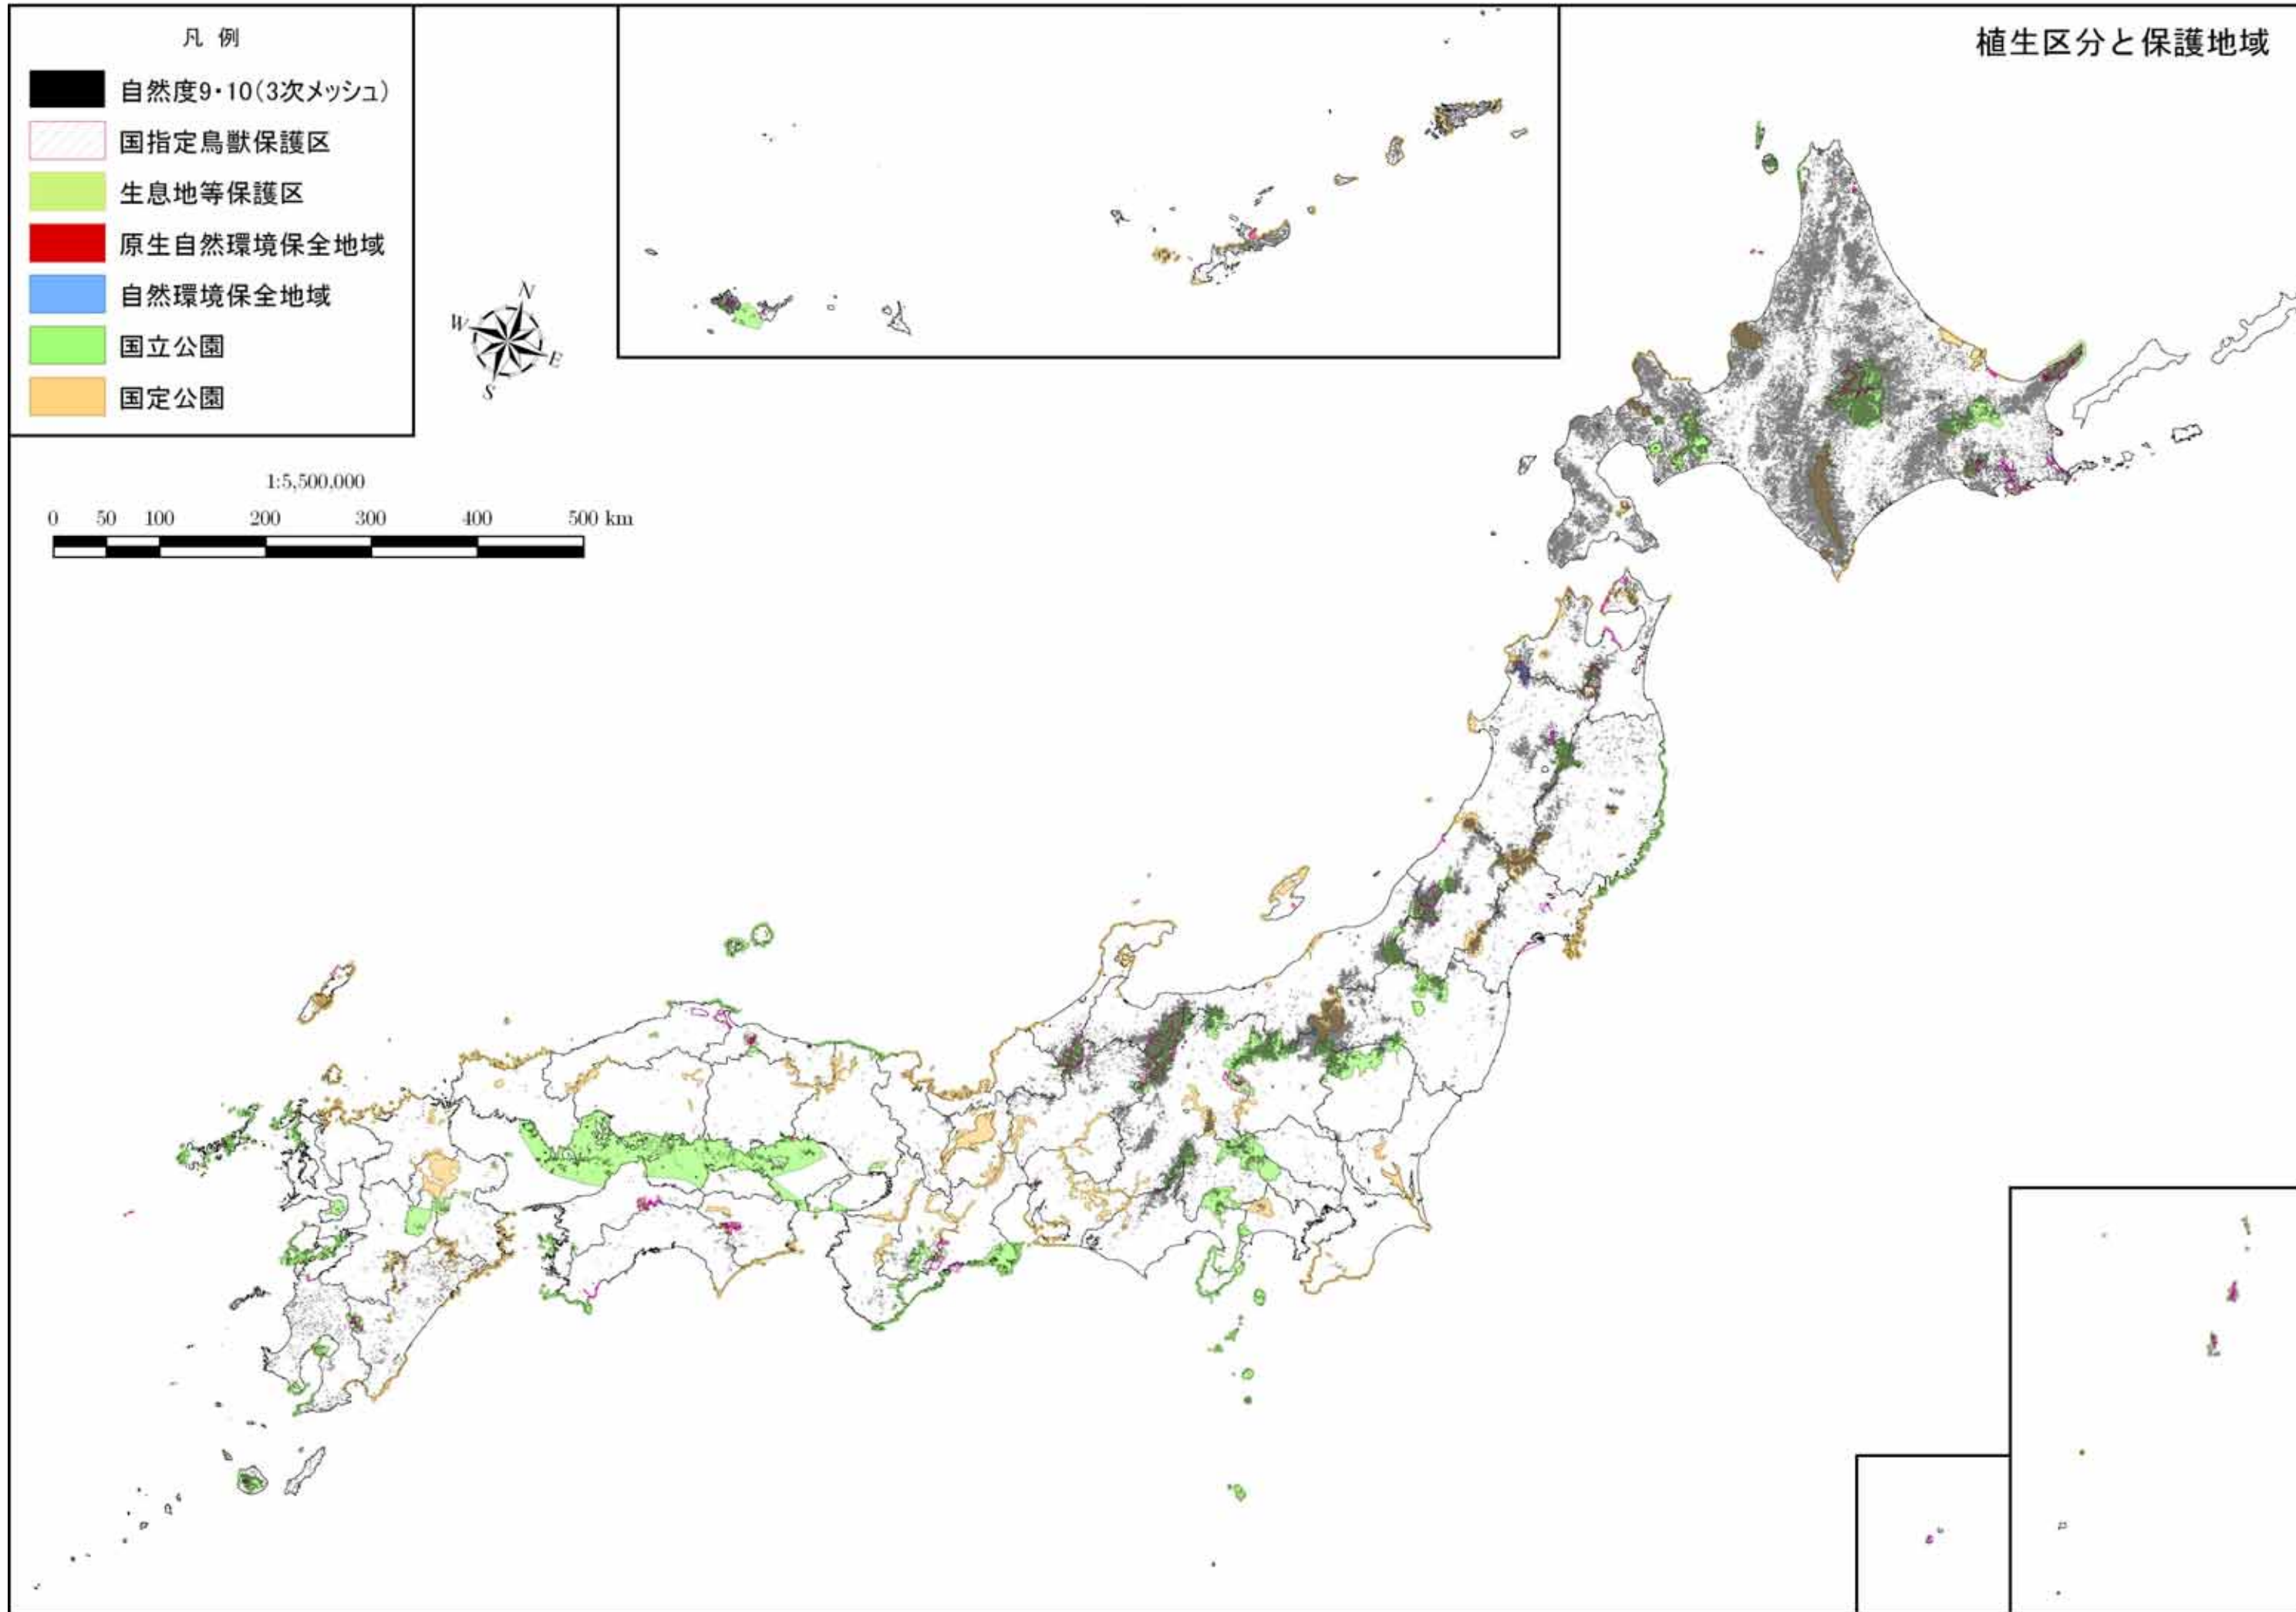 植生区分と保護地域
凡 例
自然度9・10(3次メッシュ)
国指定鳥獣保護区
生息地等保護区
原生自然環境保全地域
自然環境保全地域
国立公園
国定公園
N
W
E
S
1:5,500,000
0 50 100 200 300 400 500 km